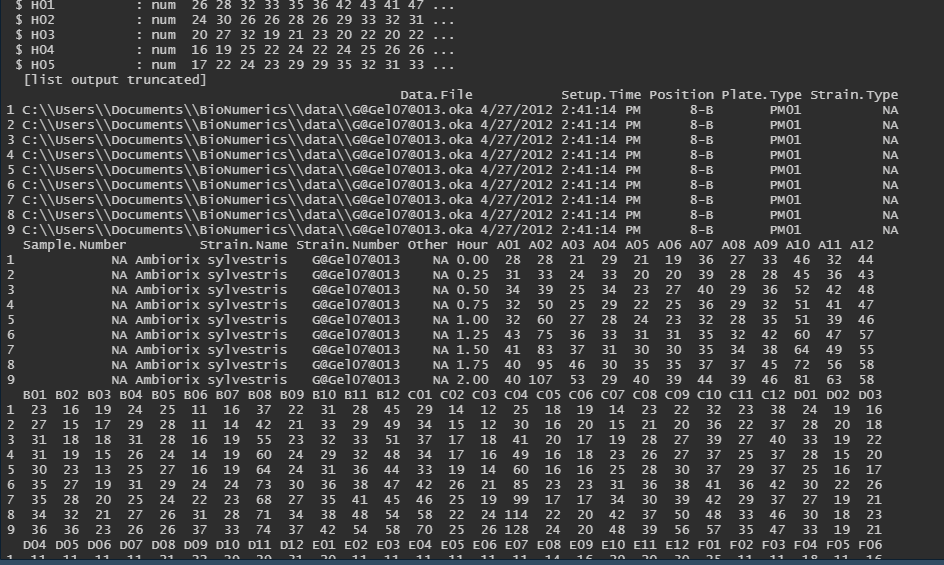 $ H01           : num  26 28 32 33 35 36 42 43 41 47 ...
$ H02           : num  24 30 26 26 28 26 29 33 32 31 ...
$ H03           : num  20 27 32 19 21 23 20 22 20 22 ...
$ H04           : num  16 19 25 22 24 22 24 25 26 26 ...
$ H05           : num  17 22 24 23 29 29 35 32 31 33 ...
[list output truncated]
Data.File Setup.Time Position Plate.Type Strain.Type
1 C:\\Users\\Documents\\BioNumerics\\data\\G@Gel07@013.oka 4/27/2012 2:41:14 PM 8-B PM01 NA
2 C:\\Users\\Documents\\BioNumerics\\data\\G@Gel07@013.oka 4/27/2012 2:41:14 PM 8-B PM01 NA
3 C:\\Users\\Documents\\BioNumerics\\data\\G@Gel07@013.oka 4/27/2012 2:41:14 PM 8-B PM01 NA
4 C:\\Users\\Documents\\BioNumerics\\data\\G@Gel07@013.oka 4/27/2012 2:41:14 PM 8-B PM01 NA
5 C:\\Users\\Documents\\BioNumerics\\data\\G@Gel07@013.oka 4/27/2012 2:41:14 PM 8-B PM01 NA
6 C:\\Users\\Documents\\BioNumerics\\data\\G@Gel07@013.oka 4/27/2012 2:41:14 PM 8-B PM01 NA
7 C:\\Users\\Documents\\BioNumerics\\data\\G@Gel07@013.oka 4/27/2012 2:41:14 PM 8-B PM01 NA
8 C:\\Users\\Documents\\BioNumerics\\data\\G@Gel07@013.oka 4/27/2012 2:41:14 PM 8-B PM01 NA
9 C:\\Users\\Documents\\BioNumerics\\data\\G@Gel07@013.oka 4/27/2012 2:41:14 PM 8-B PM01 NA
Sample.Number Strain.Name Strain.Number Other Hour A01 A02 A03 A04 A05 A06 A07 A08 A09 A10 A11 A12
1 NA Ambiorix sylvestris G@Gel07@013 NA 0.00 28 28 21 29 21 19 36 27 33 46 32 44
2 NA Ambiorix sylvestris G@Gel07@013 NA 0.25 31 33 24 33 20 20 39 28 28 45 36 43
3 NA Ambiorix sylvestris G@Gel07@013 NA 0.50 34 39 25 34 23 27 40 29 36 52 42 48
4 NA Ambiorix sylvestris G@Gel07@013 NA 0.75 32 50 25 29 22 25 36 29 32 51 41 47
5 NA Ambiorix sylvestris G@Gel07@013 NA 1.00 32 60 27 28 24 23 32 28 35 51 39 46
6 NA Ambiorix sylvestris G@Gel07@013 NA 1.25 43 75 36 33 31 31 35 32 42 60 47 57
7 NA Ambiorix sylvestris G@Gel07@013 NA 1.50 41 83 37 31 30 30 35 34 38 64 49 55
8 NA Ambiorix sylvestris G@Gel07@013 NA 1.75 40 95 46 30 35 35 37 37 45 72 56 58
9 NA Ambiorix sylvestris G@Gel07@013 NA 2.00 40 107 53 29 40 39 44 39 46 81 63 58
B01 B02 B03 B04 B05 B06 B07 B08 B09 B10 B11 B12 C01 C02 C03 C04 C05 C06 C07 C08 C09 C10 C11 C12 D01 D02 D03
1 23 16 19 24 25 11 16 37 22 31 28 45 29 14 12 25 18 19 14 23 22 32 23 38 24 19 16
2 27 15 17 29 28 11 14 42 21 33 29 49 34 15 12 30 16 20 15 21 20 36 22 37 28 20 18
3 31 18 18 31 28 16 19 55 23 32 33 51 37 17 18 41 20 17 19 28 27 39 27 40 33 19 22
4 31 19 15 26 24 14 19 60 24 29 32 48 34 17 16 49 16 18 23 26 27 37 25 37 28 15 20
5 30 23 13 25 27 16 19 64 24 31 36 44 33 19 14 60 16 16 25 28 30 37 29 37 25 16 17
6 35 27 19 31 29 24 24 73 30 36 38 47 42 26 21 85 23 23 31 36 38 41 36 42 30 22 26
7 35 28 20 25 24 22 23 68 27 35 41 45 46 25 19 99 17 17 34 30 39 42 29 37 27 19 21
8 34 32 21 27 26 31 28 71 34 38 48 54 58 22 24 114 22 20 42 37 50 48 33 46 30 18 23
9 36 36 23 26 26 37 33 74 37 42 54 58 70 25 26 128 24 20 48 39 56 57 35 47 33 19 21
D04 D05 D06 D07 D08 D09 D10 D11 D12 E01 E02 E03 E04 E05 E06 E07 E08 E09 E10 E11 E12 F01 F02 F03 F04 F05 F06